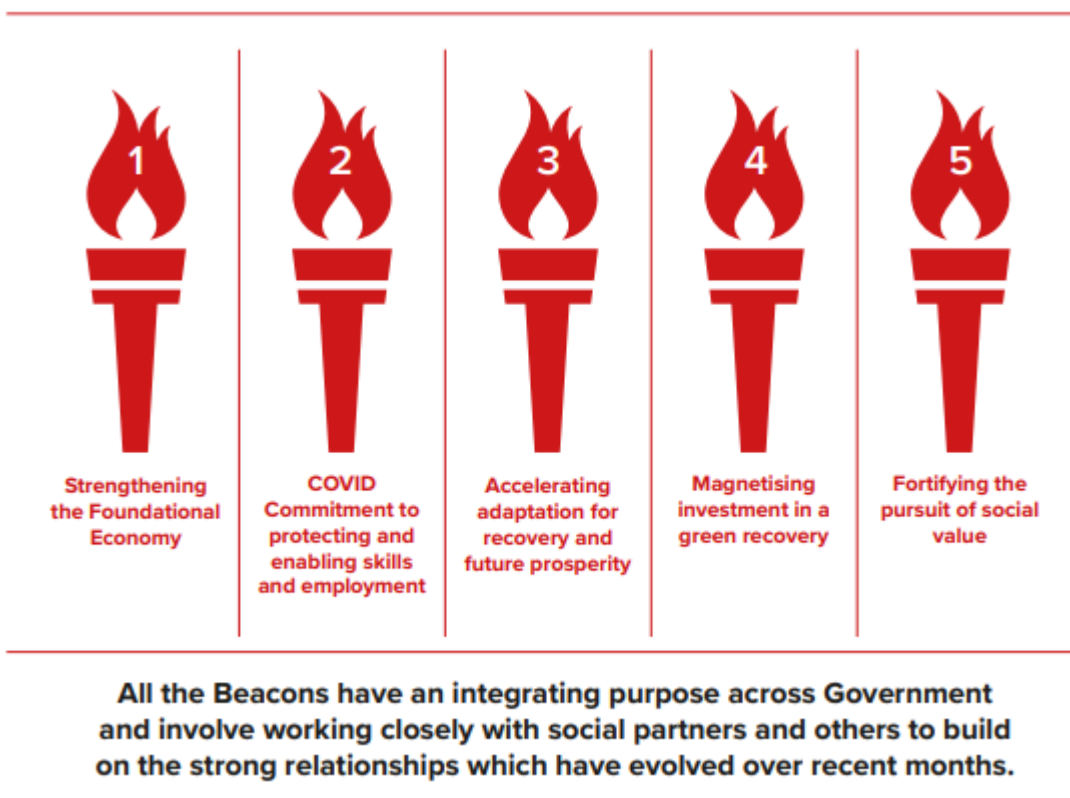 1
Strengthening
the Foundational
Economy
2
COVID
Commitment to
protecting and
enabling skills
and employment
3
Accelerating
adaptation for
recovery and
future prosperity
4
Magnetising
investment in a
green recovery
5
Fortifying the
pursuit of social
value
All the Beacons have an integrating purpose across Government
and involve working closely with social partners and others to build
on the strong relationships which have evolved over recent months.